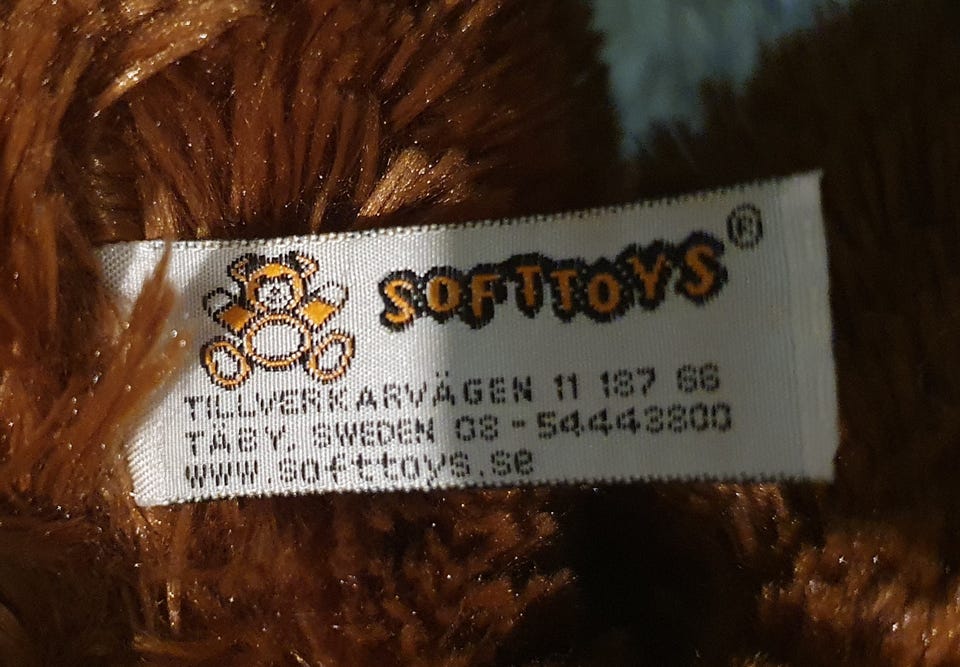 SOFTTOYS®
TILLVERKARVÄGEN 11 187 66
TÄBY, SWEDEN 08-54443800
www.softtoys.se